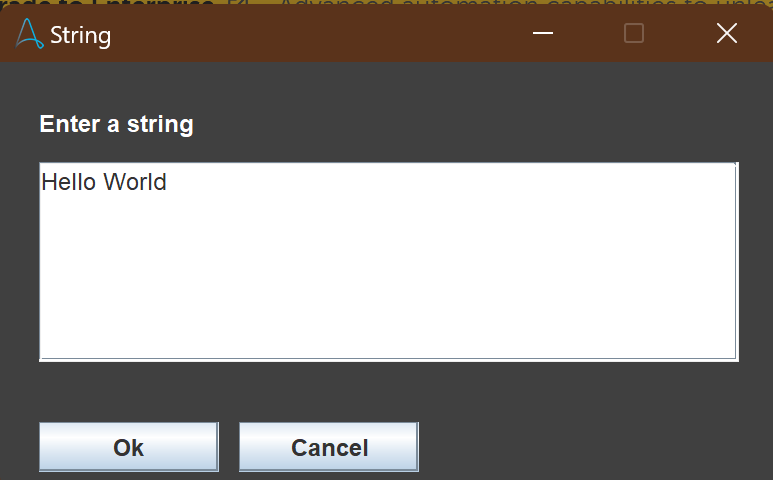 String
Enter a string
Hello World
Ok
Cancel